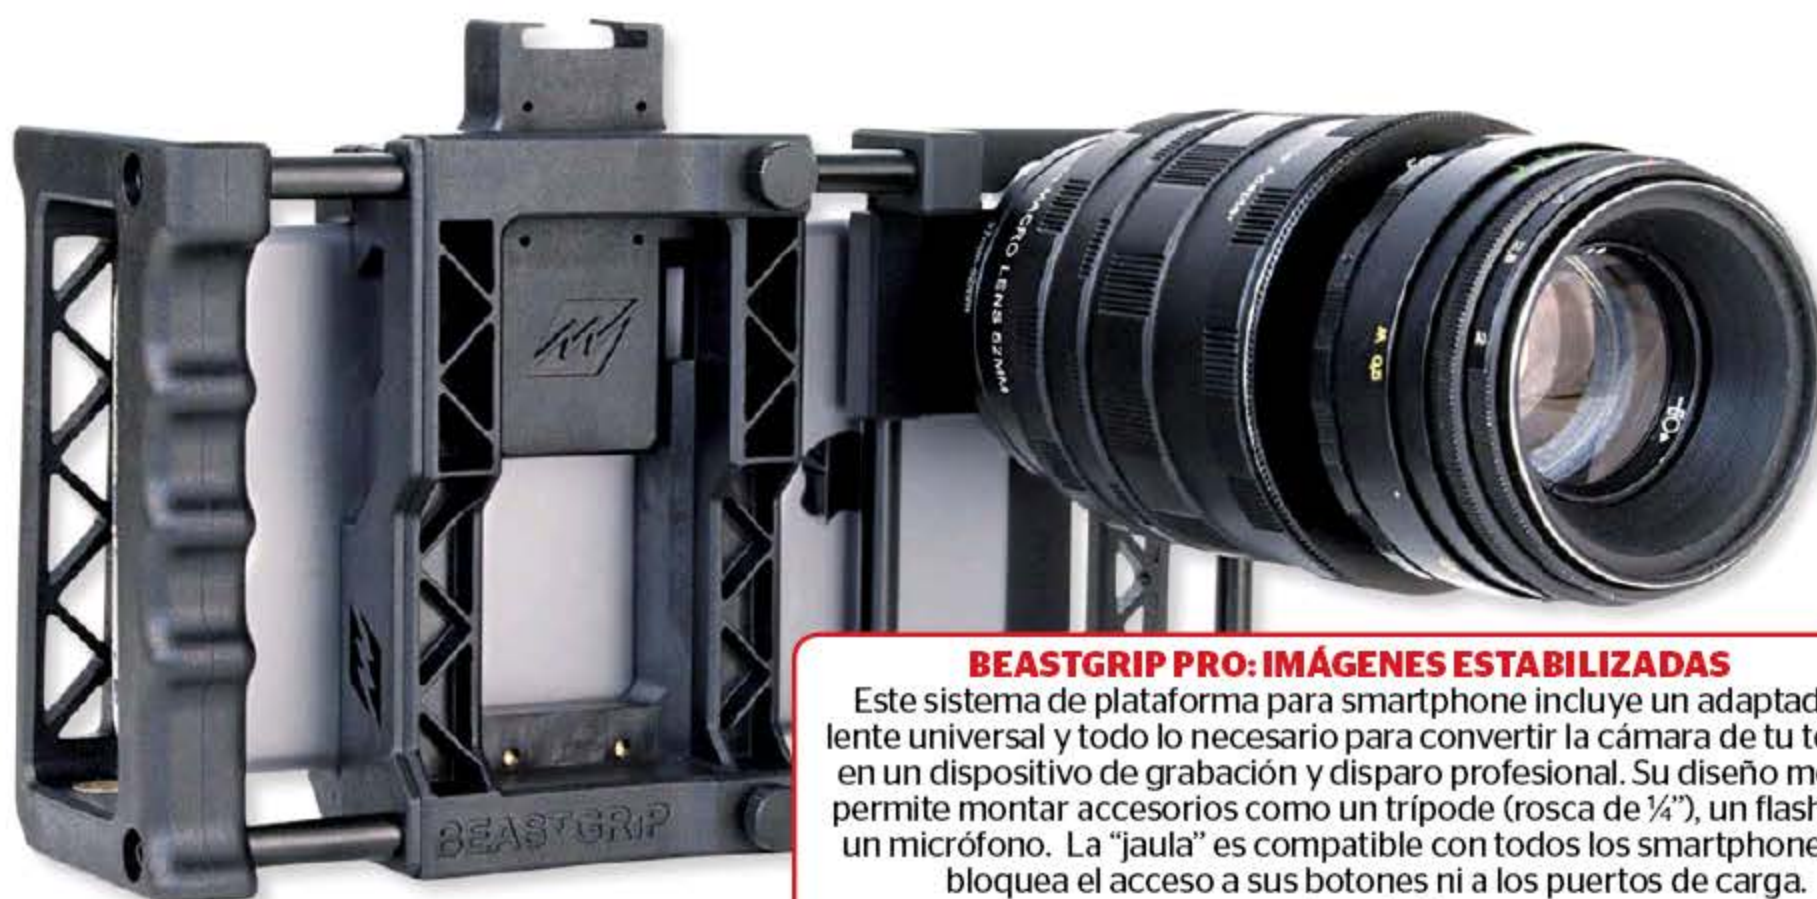 MACRO LENS 52MM
BEASTGRIP
BEASTGRIP PRO: IMÁGENES ESTABILIZADAS
Este sistema de plataforma para smartphone incluye un
lente universal y todo lo necesario para convertir la cámara de tu
en un dispositivo de grabación y disparo profesional. Su diseño
permite montar accesorios como un trípode (rosca de ¼”), un flash
un micrófono. La “jaula” es compatible con todos los
bloquea el acceso a sus botones ni a los puertos de carga.